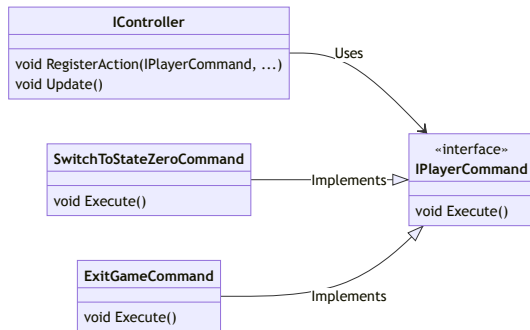 IController
void RegisterAction(IPlayerCommand, ...)
void Update()
Uses
«interface»
IPlayerCommand
void Execute()
SwitchToStateZeroCommand
void Execute()
Implements
ExitGameCommand
void Execute()
Implements